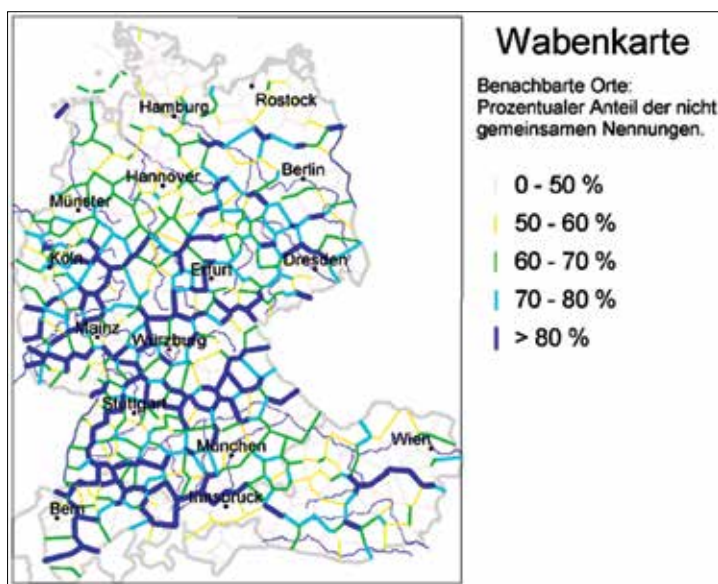 Wabenkarte
Benachbarte Orte:
Prozentualer Anteil der nicht
gemeinsamen Nennungen.
0 - 50 %
50 - 60 %
60 - 70 %
70 - 80 %
> 80 %
Rostock
Hamburg
Berlin
Hannover
Münster
Köln
Erfurt
Dresden
Mainz
Würzburg
Stuttgart
München
Wien
Innsbruck
Bern